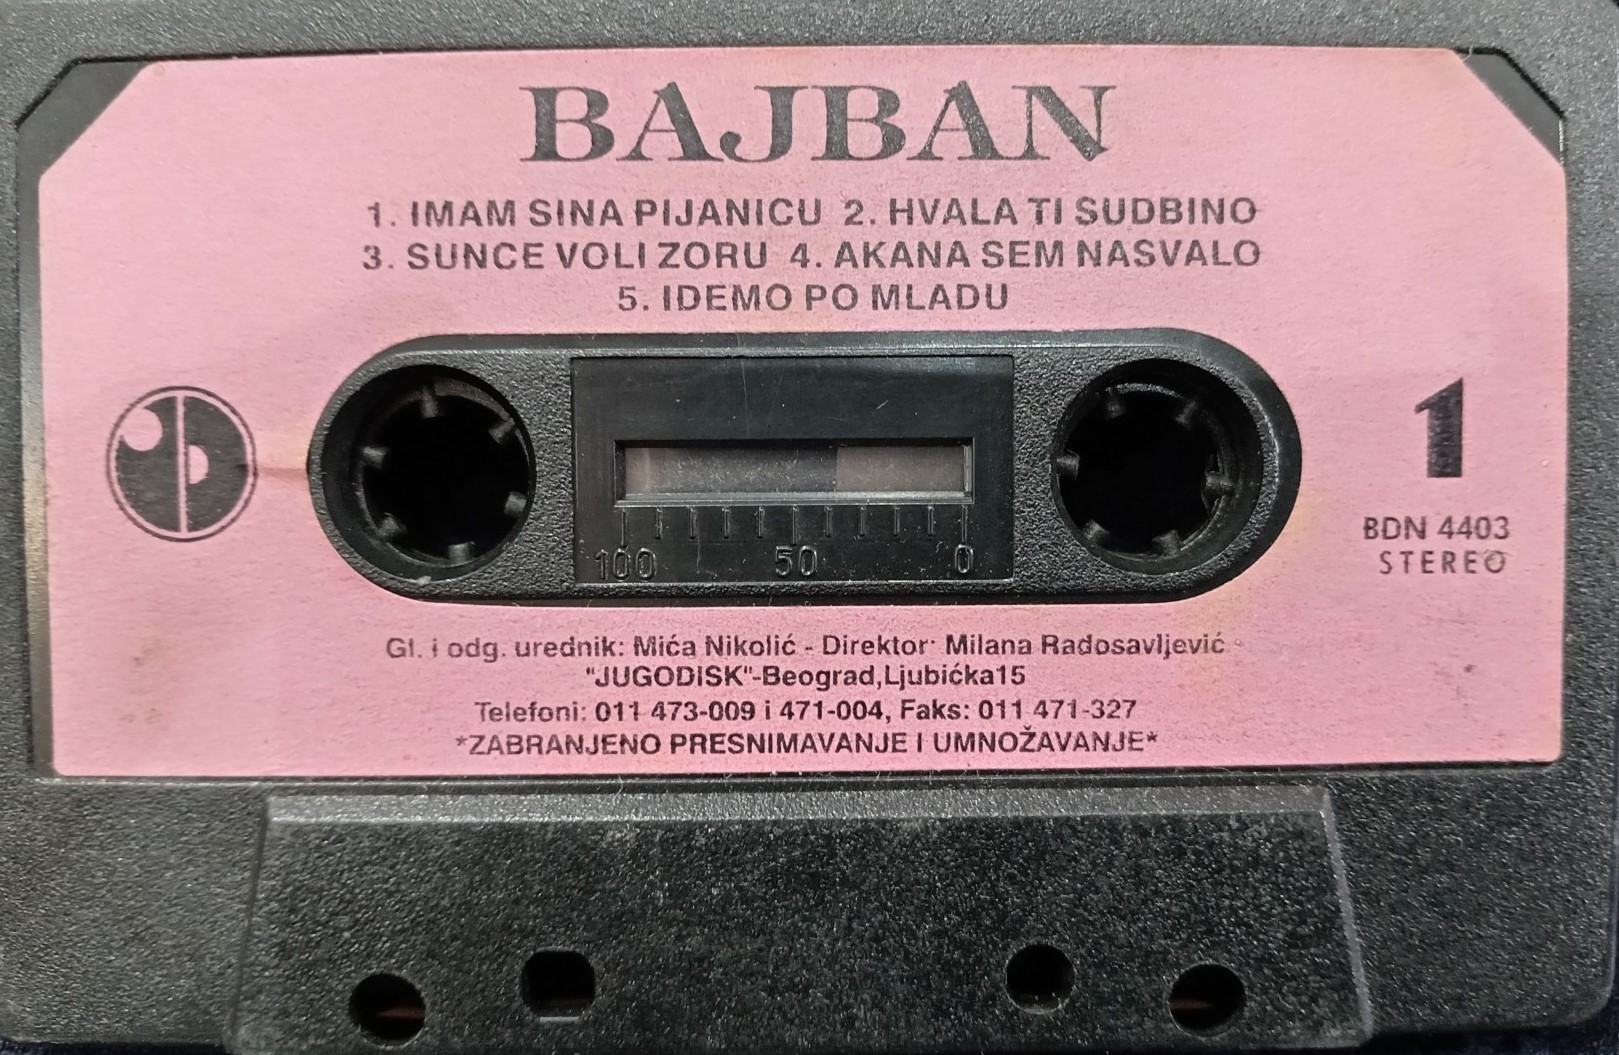 BAJBAN
1. IMAM SINA PIJANICU 2. HVALA TI SUDBINO
3. SUNCE VOLI ZORU 4. AKANA SEM NASVALO
5. IDEMO PO MLADU
1
BDN 4403
STEREO
100 50 0
Gl. i odg. urednik: Mića Nikolić - Direktor: Milana Radosavljević
"JUGODISK"-Beograd,Ljubićka15
Telefoni: 011 473-009 i 471-004, Faks: 011 471-327
*ZABRANJENO PRESNIMAVANJE I UMNOŽAVANJE*